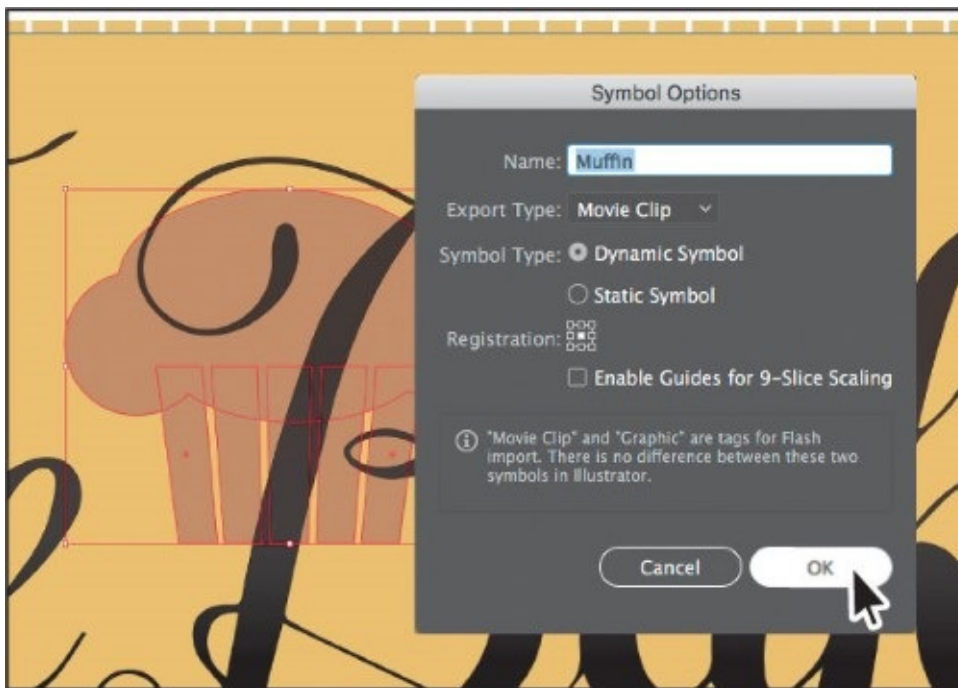 Symbol Options
Name: Muffin
Export Type: Movie Clip
Symbol Type: Dynamic Symbol
Static Symbol
Registration:
Enable Guides for 9-Slice Scaling
"Movie Clip" and "Graphic" are tags for Flash
import. There is no difference between these two
symbols in Illustrator.
Cancel OK